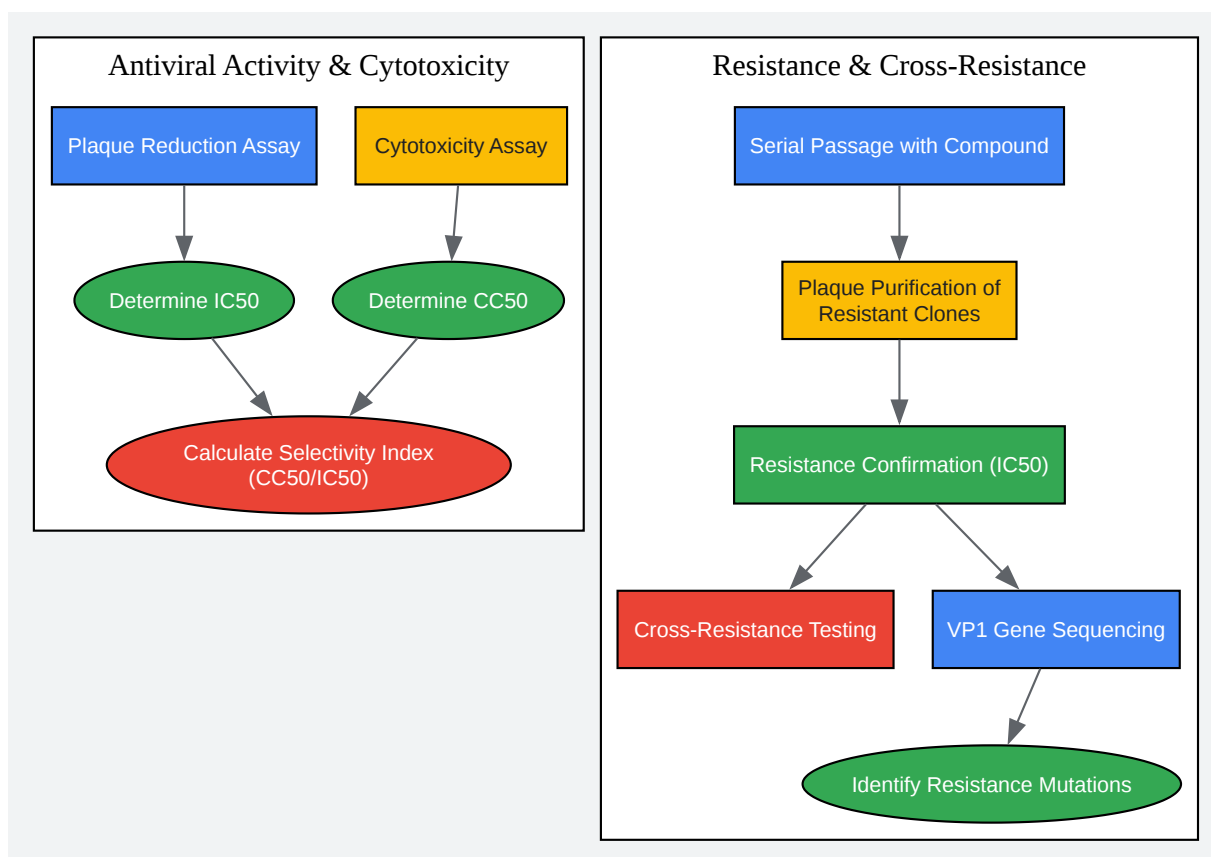 Antiviral Activity & Cytotoxicity
Plaque Reduction Assay
Cytotoxicity Assay
Determine IC50
Determine CC50
Calculate Selectivity Index
(CC50/IC50)
Resistance & Cross-Resistance
Serial Passage with Compound
Plaque Purification of
Resistant Clones
Resistance Confirmation (IC50)
Cross-Resistance Testing
VP1 Gene Sequencing
Identify Resistance Mutations